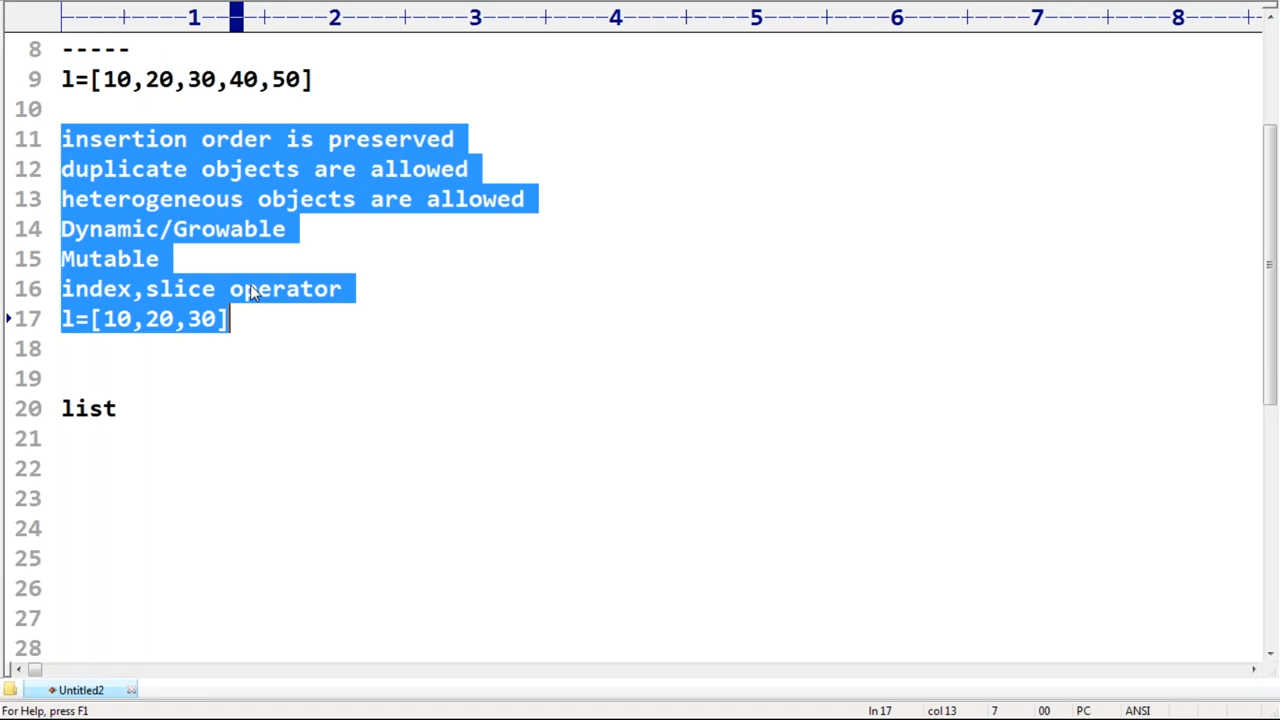 1 2 3 4 5 6 7 8
8 -----
9 l=[10,20,30,40,50]
10
11 insertion order is preserved
12 duplicate objects are allowed
13 heterogeneous objects are allowed
14 Dynamic/Growable
15 Mutable
16 index,slice operator
17 l=[10,20,30]
18
19
20 list
21
22
23
24
25
26
27
28
Untitled2
For Help, press F1 ln 17 col 13 7 00 PC ANSI